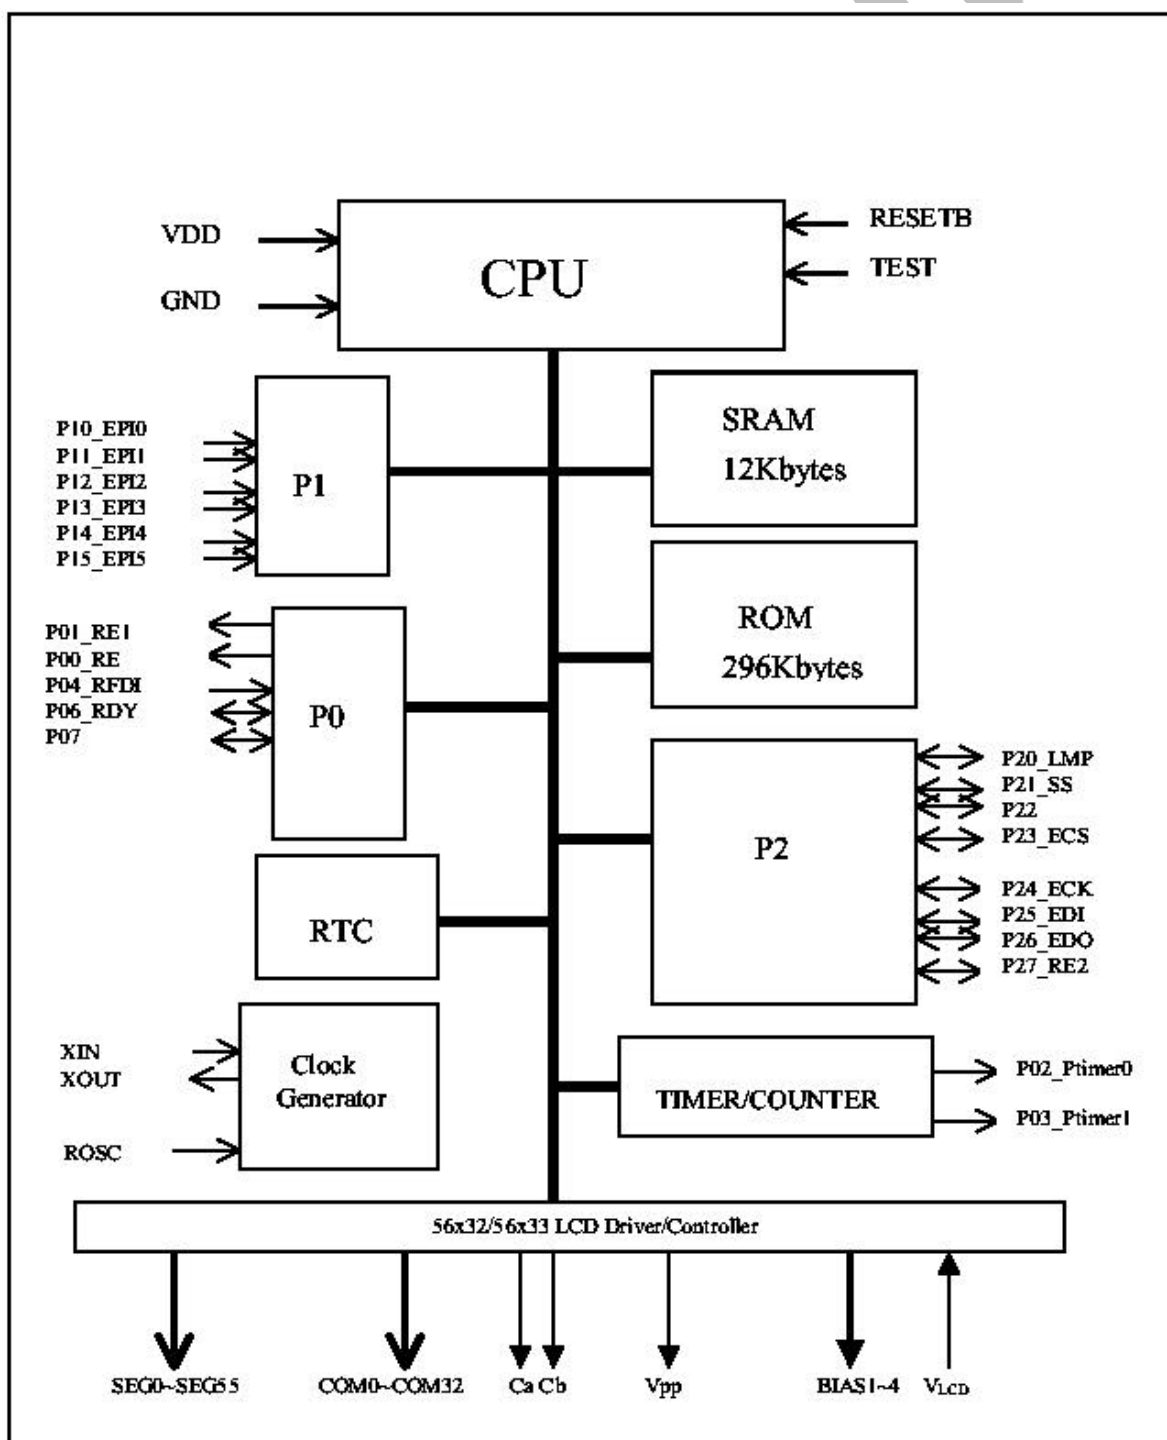 VDD
GND
CPU
RESETB
TEST
P10_EPI0
P11_EPI1
P12_EPI2
P13_EPI3
P14_EPI4
P15_EPI5
P1
SRAM
12Kbytes
P01_RE1
P00_RE
P04_RFDI
P06_RDY
P07
P0
ROM
296Kbytes
P2
P20_LMP
P21_SS
P22
P23_ECS
P24_ECK
P25_EDI
P26_EDO
P27_RE2
RTC
XIN
XOUT
ROSC
Clock
Generator
TIMER/COUNTER
P02_Ptimer0
P03_Ptimer1
56x32/56x33 LCD Driver/Controller
SEG0~SEG55
COM0~COM32
Ca Cb
Vpp
BIAS1~4
VLCD